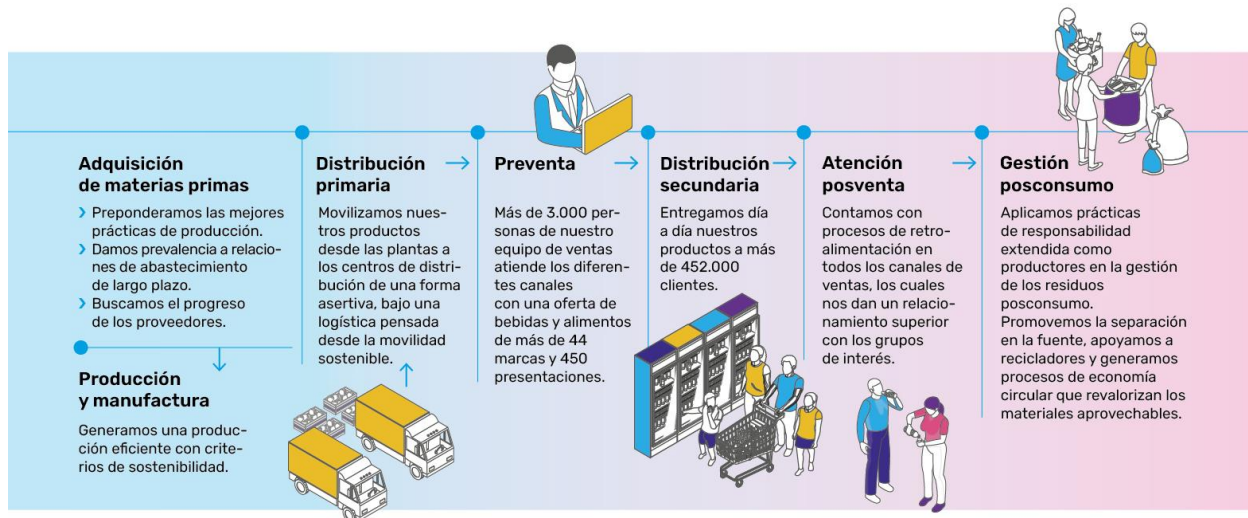 Adquisición
de materias primas
Preponderamos las mejores
prácticas de producción.
Damos prevalencia a relacio-
nes de abastecimiento
de largo plazo.
Buscamos el progreso
de los proveedores.
Producción
y manufactura
Generamos una produc-
ción eficiente con crite-
rios de sostenibilidad.
Distribución
primaria
Movilizamos nues-
tros productos
desde las plantas a
los centros de distri-
bución de una forma
asertiva, bajo una
logística pensada
desde la movilidad
sostenible.
Preventa
Más de 3.000 per-
sonas de nuestro
equipo de ventas
atiende los diferen-
tes canales
con una oferta de
bebidas y alimentos
de más de 44
marcas y 450
presentaciones.
Distribución
secundaria
Entregamos día
a día nuestros
productos a más
de 452.000
clientes.
Atención
posventa
Contamos con
procesos de retro-
alimentación en
todos los canales de
ventas, los cuales
nos dan un relacio-
namiento superior
con los grupos
de interés.
Gestión
posconsumo
Aplicamos prácticas
de responsabilidad
extendida como
productores en la gestión
de los residuos
posconsumo.
Promovemos la separación
en la fuente, apoyamos a
recicladores y generamos
procesos de economía
circular que revalorizan los
materiales aprovechables.